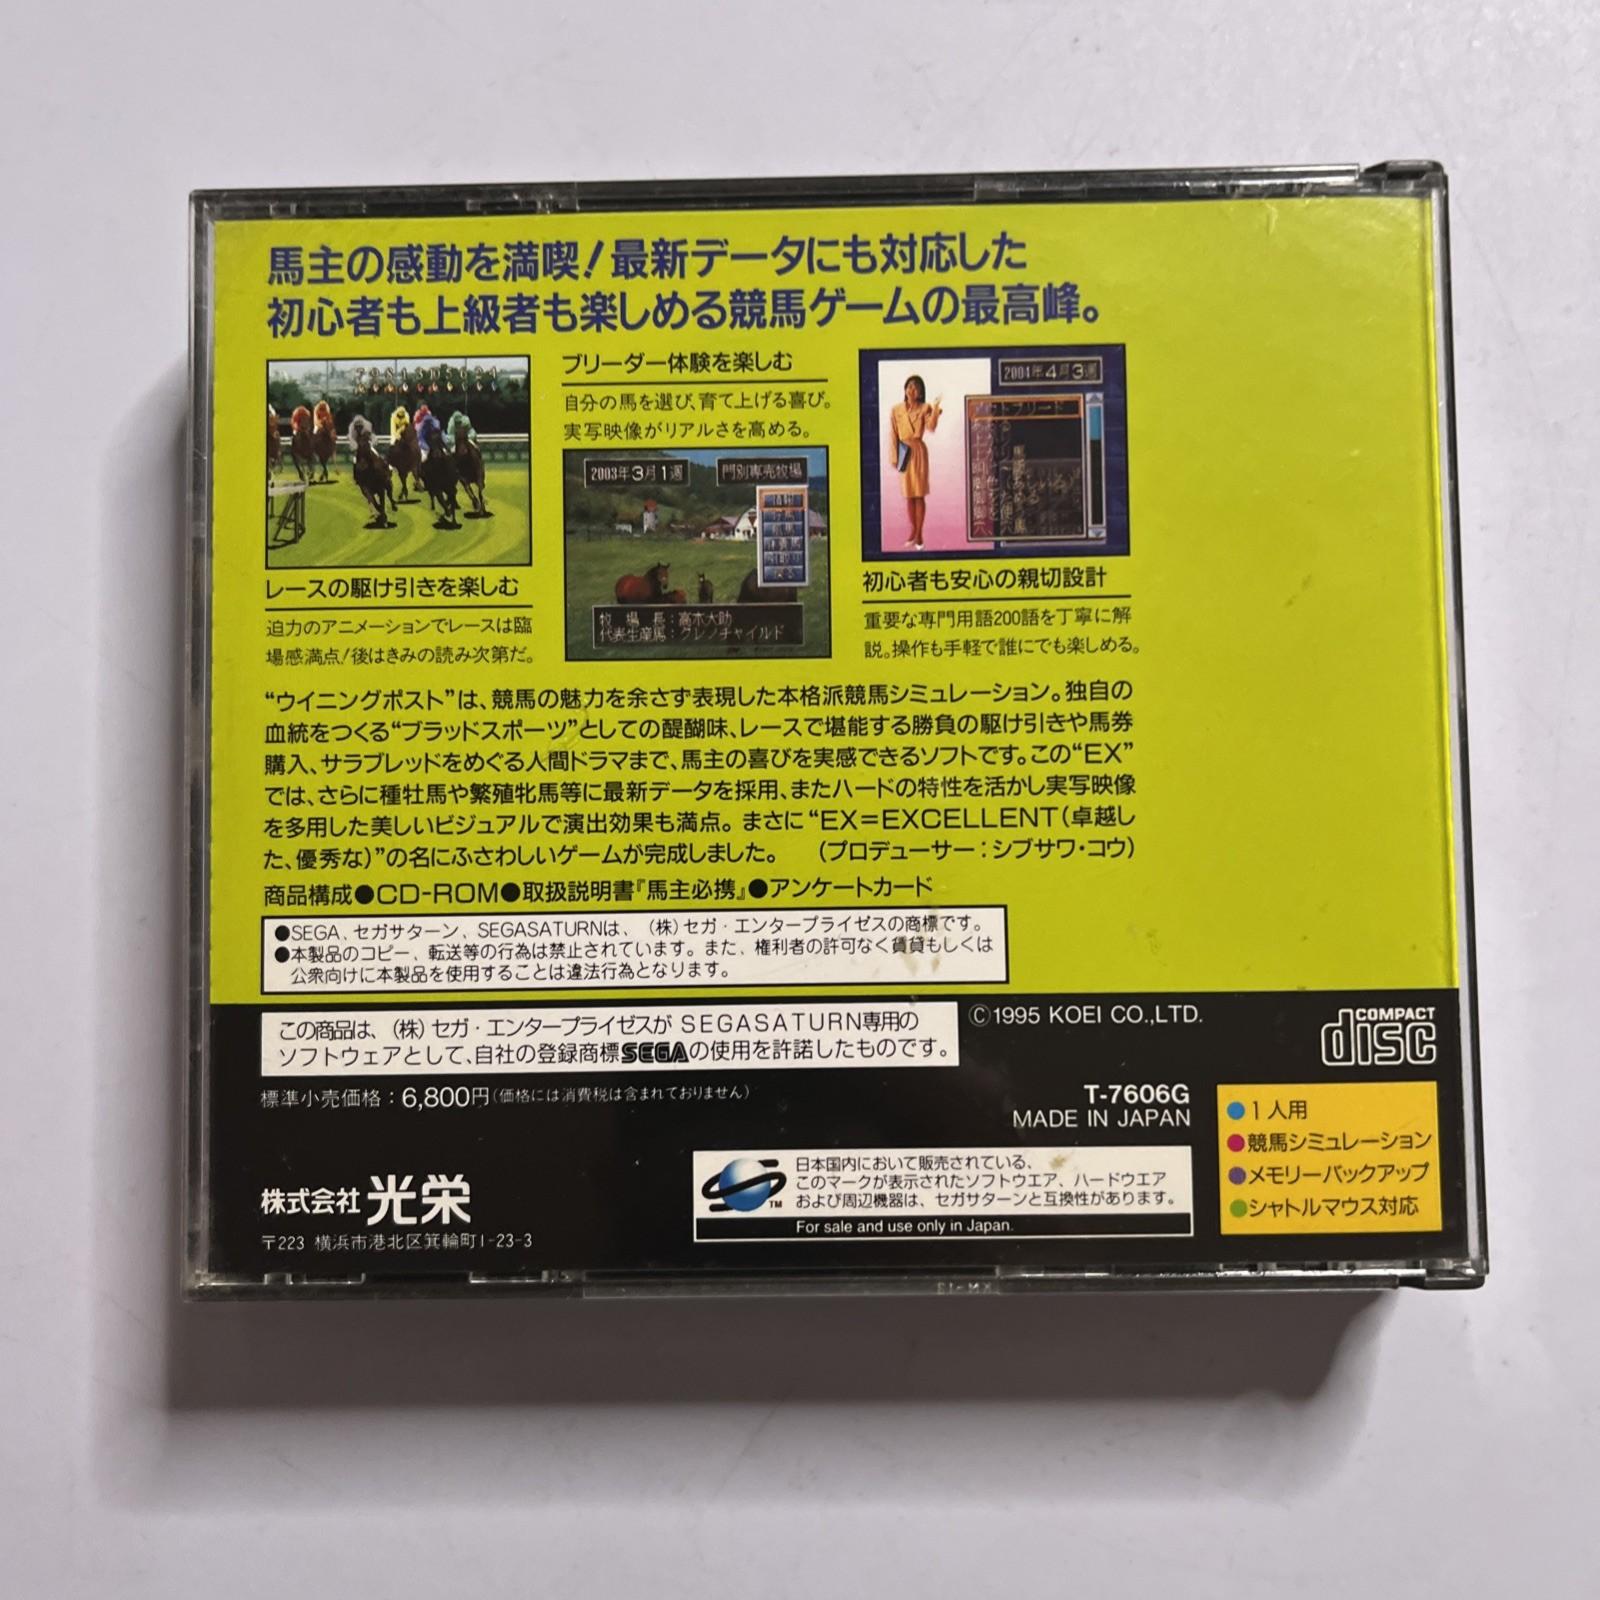 馬主の感動を満喫!最新データにも対応した
初心者も上級者も楽しめる競馬ゲームの最高峰。
レースの駆け引きを楽しむ
迫力のアニメーションでレースは臨
場感満点!後はきみの読み次第だ。
ブリーダー体験を楽しむ
自分の馬を選び、育て上げる喜び。
実写映像がリアルさを高める。
2003年3月1週
門別専売牧場
牧場長:高木大助
代表生産馬:グレノチャイルド
2004年4月3週
初心者も安心の親切設計
重要な専門用語200語を丁寧に解
説。操作も手軽で誰にでも楽しめる。
“ウイニングポスト”は、競馬の魅力を余さず表現した本格派競馬シミュレーション。独自の
血統をつくる“ブラッドスポーツ”としての醍醐味、レースで堪能する勝負の駆け引きや馬券
購入、サラブレッドをめぐる人間ドラマまで、馬主の喜びを実感できるソフトです。この“EX”
では、さらに種牡馬や繁殖牝馬等に最新データを採用、またハードの特性を活かし実写映像
を多用した美しいビジュアルで演出効果も満点。まさに“EX=EXCELLENT(卓越し
た、優秀な)”の名にふさわしいゲームが完成しました。 (プロデューサー:シブサワ・コウ)
商品構成●CD-ROM●取扱説明書『馬主必携』●アンケートカード
●SEGA、セガサターン、SEGASATURNは、(株)セガ・エンタープライゼスの商標です。
●本製品のコピー、転送等の行為は禁止されています。また、権利者の許可なく賃貸もしくは
公衆向けに本製品を使用することは違法行為となります。
この商品は、(株)セガ・エンタープライゼスが SEGASATURN専用の
ソフトウェアとして、自社の登録商標SEGAの使用を許諾したものです。
©1995 KOEI CO.,LTD.
COMPACT
disc
標準小売価格:6,800円(価格には消費税は含まれておりません)
T-7606G
MADE IN JAPAN
●1人用
●競馬シミュレーション
●メモリーバックアップ
●シャトルマウス対応
株式会社 光栄
〒223 横浜市港北区箕輪町1-23-3
日本国内において販売されている、
このマークが表示されたソフトウエア、ハードウエア
および周辺機器は、セガサターンと互換性があります。
TM
For sale and use only in Japan.